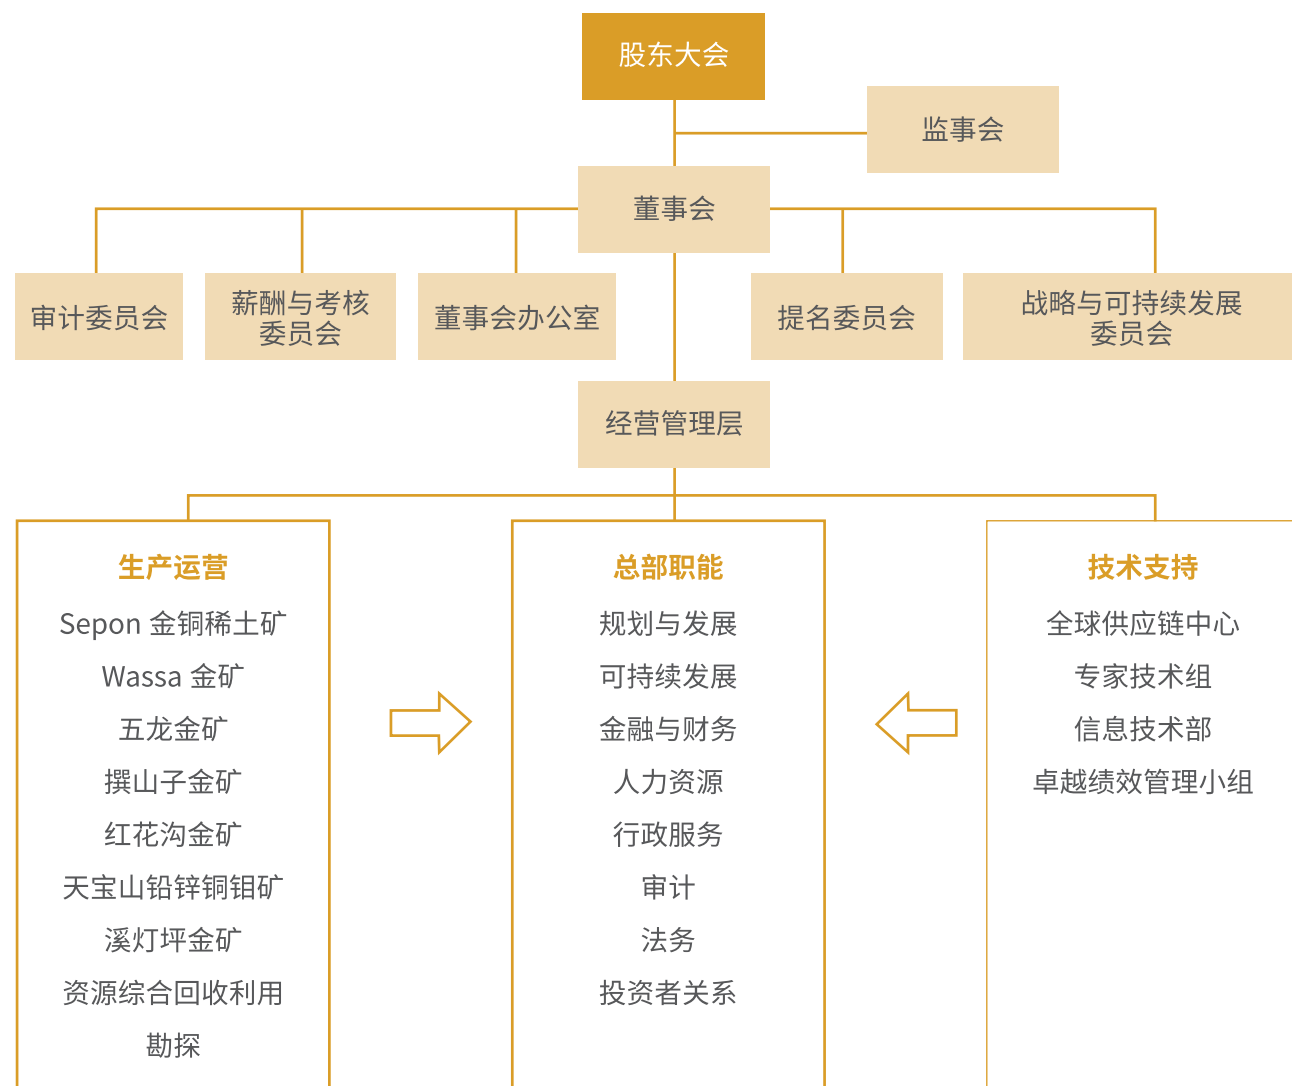 股东大会
监事会
董事会
审计委员会
薪酬与考核
委员会
董事会办公室
提名委员会
战略与可持续发展
委员会
经营管理层
生产运营
Sepon 金铜稀土矿
Wassa 金矿
五龙金矿
撰山子金矿
红花沟金矿
天宝山铅锌铜钼矿
溪灯坪金矿
资源综合回收利用
勘探
总部职能
规划与发展
可持续发展
金融与财务
人力资源
行政服务
审计
法务
投资者关系
技术支持
全球供应链中心
专家技术组
信息技术部
卓越绩效管理小组